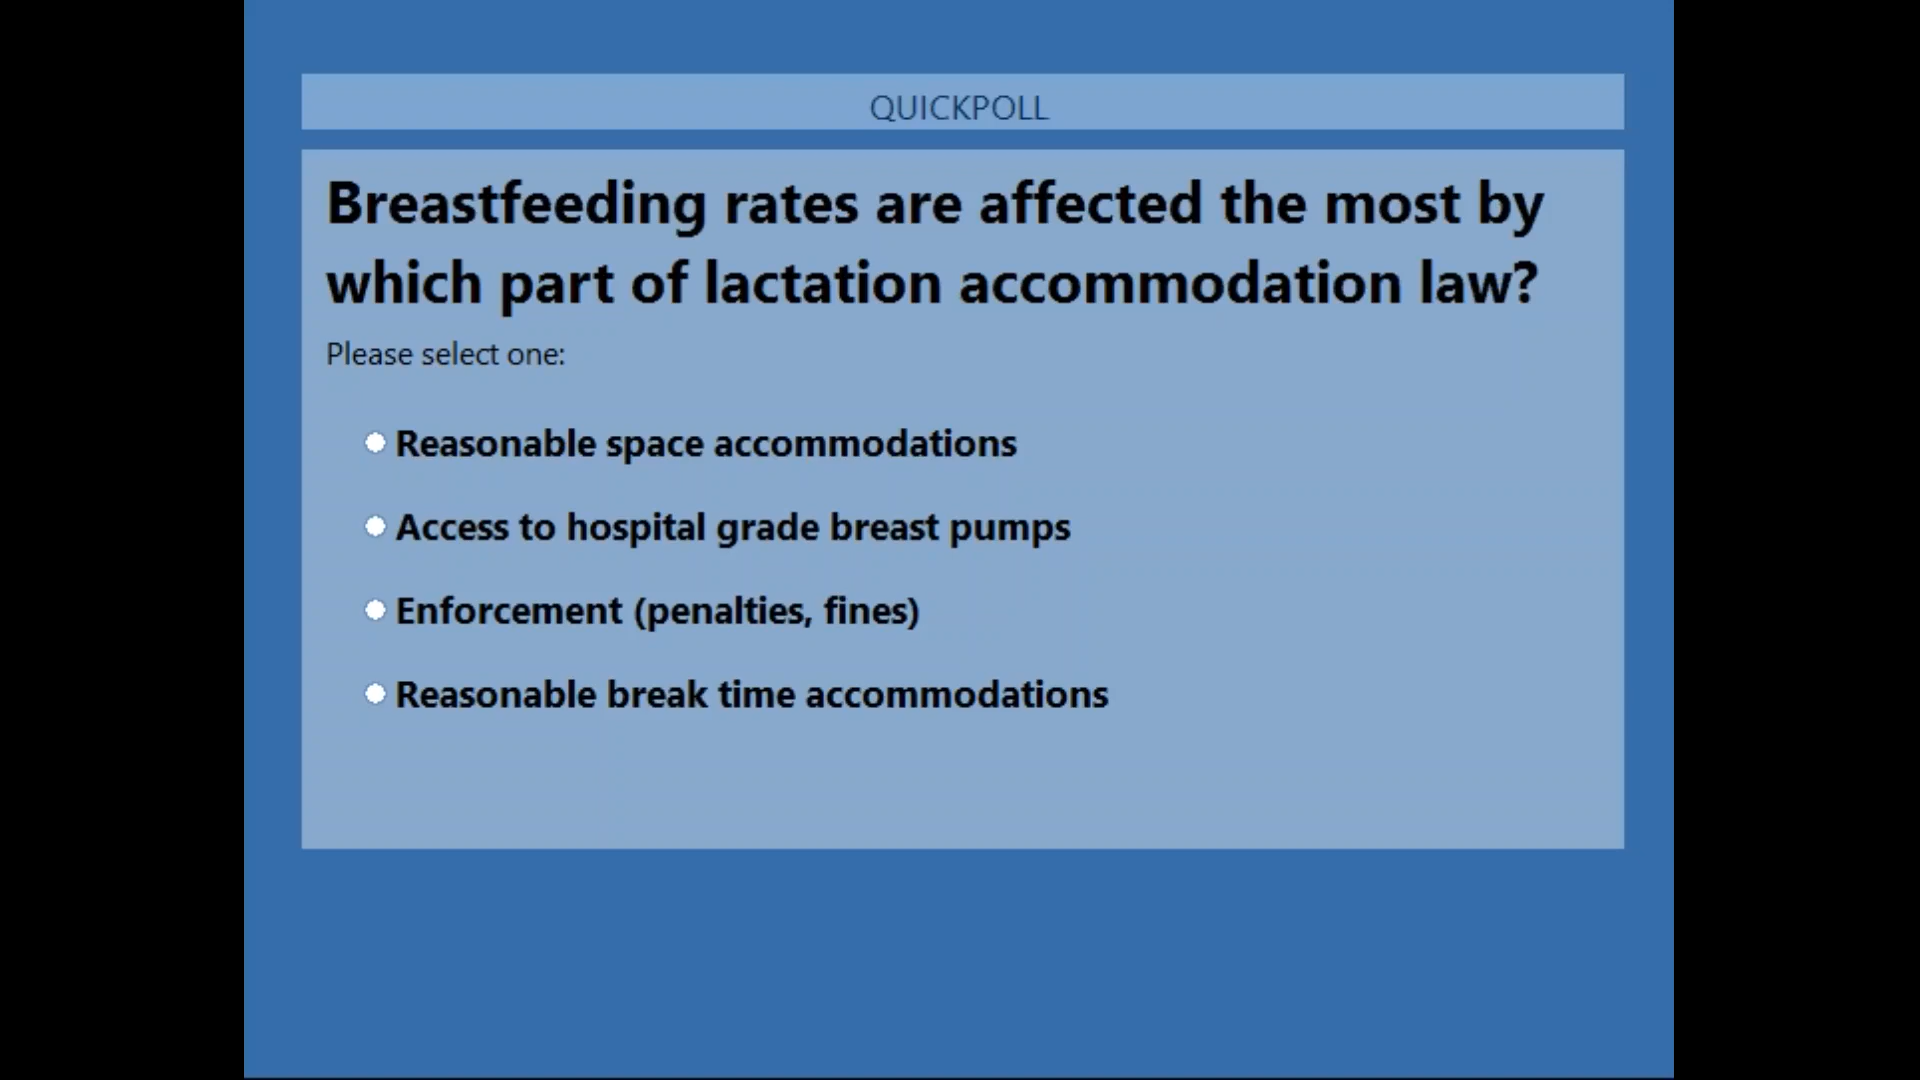 QUICKPOLL
Breastfeeding rates are affected the most by
which part of lactation accommodation law?
Please select one:
Reasonable space accommodations
Access to hospital grade breast pumps
Enforcement (penalties, fines)
Reasonable break time accommodations